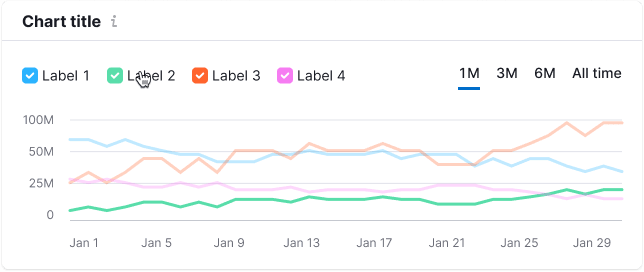 Chart title i
Label 1 Label 2 Label 3 Label 4 1M 3M 6M All time
100M
50M
25M
0
Jan 1 Jan 5 Jan 9 Jan 13 Jan 17 Jan 21 Jan 25 Jan 29